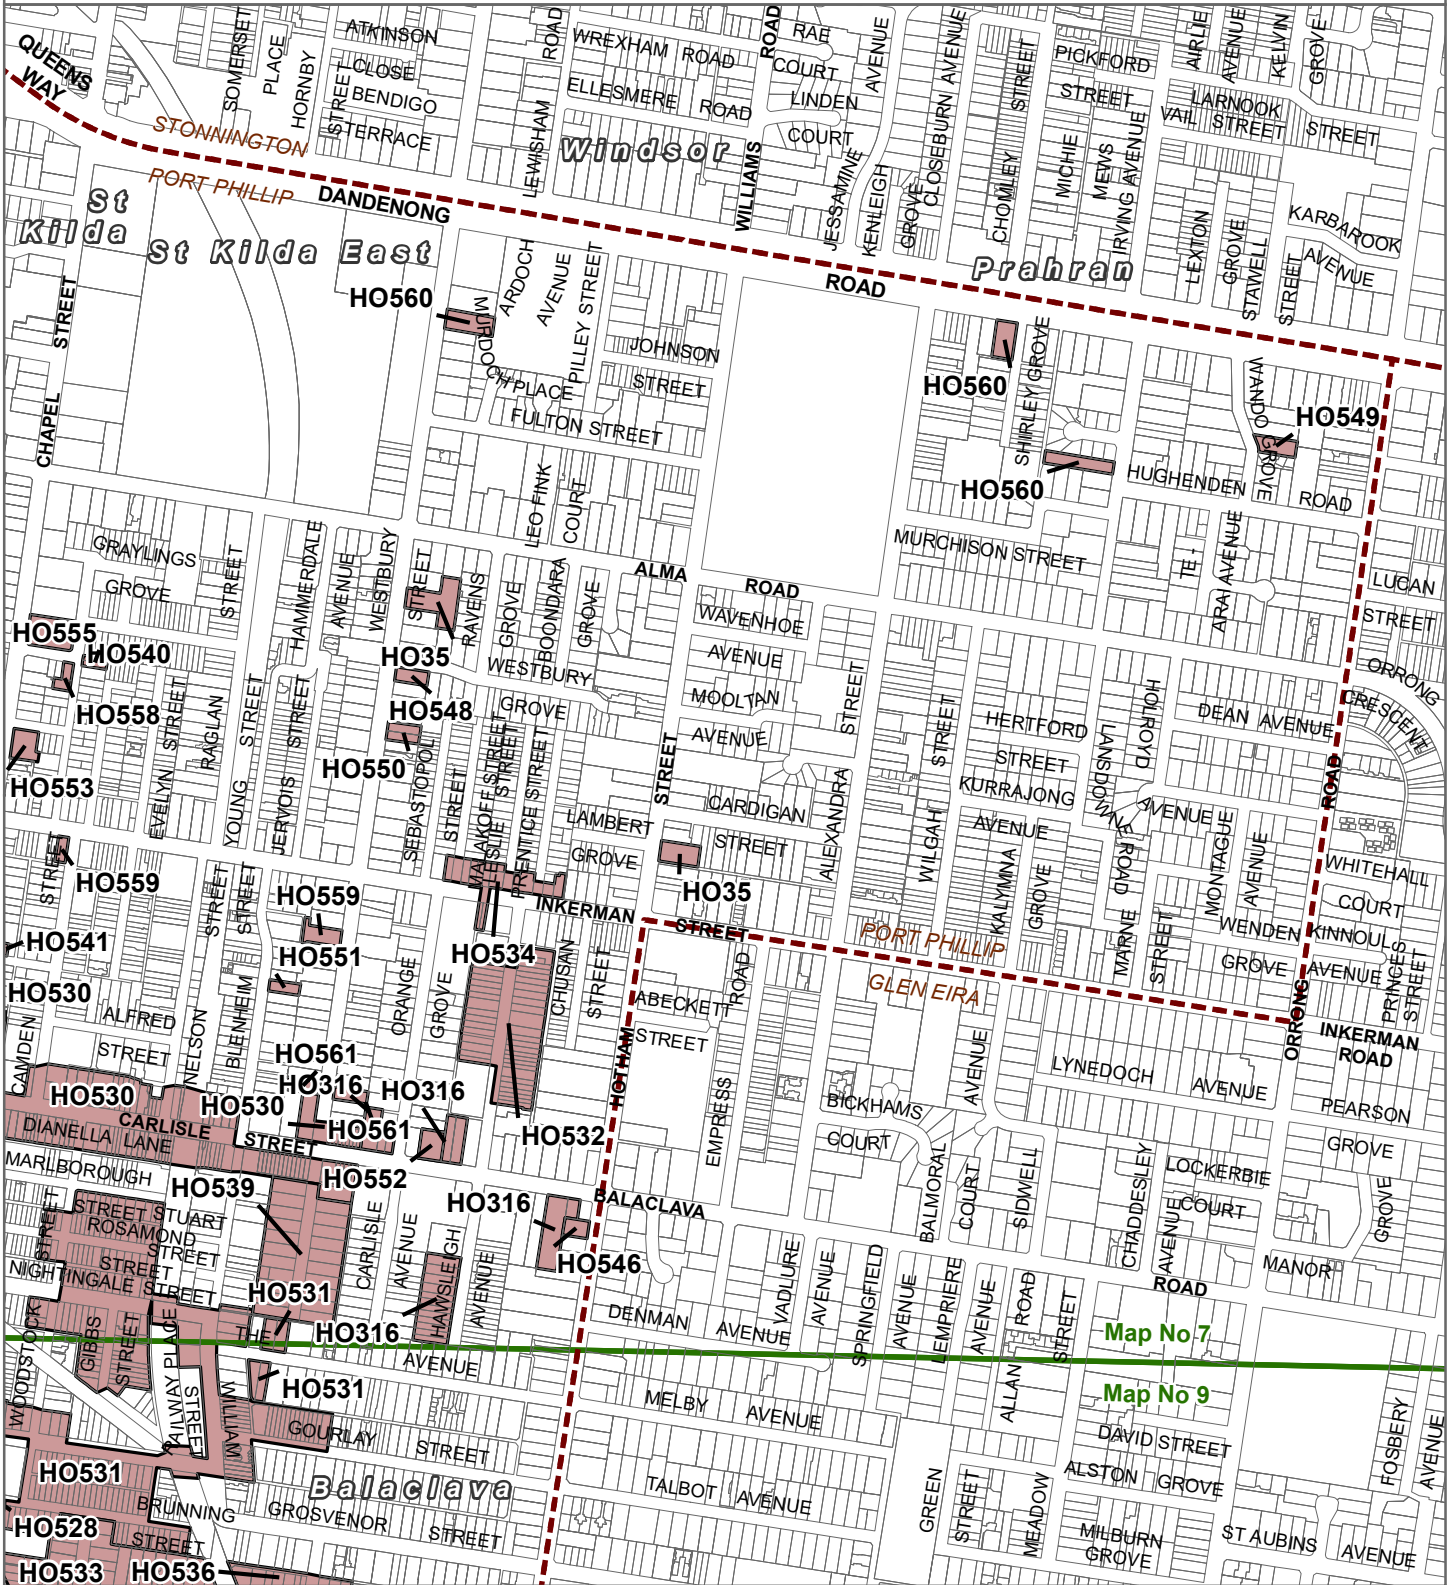 QUEENS
WAY
SOMERSET
PLACE
HORNBY
STREET
ATKINSON
CLOSE
BENDIGO
TERRACE
LEWISHAM
ROAD
WREXHAM ROAD
ELLESMERE ROAD
ROAD
WILLIAMS
RAE
COURT
LINDEN
COURT
AVENUE
JESSAMINE
KENLEIGH
GROVE
CLOSEBURN AVENUE
CHOMLEY
STREET
PICKFORD
STREET
MICHIE
MEWS
IRVING AVENUE
AIRLIE
AVENUE
KELVIN
GROVE
LARNOOK
STREET
VAIL STREET
LEXTON
GROVE
STAWELL
STREET
KARBAROOK
AVENUE
STONNINGTON
PORT PHILLIP
Windsor
DANDENONG
ROAD
Prahran
St
Kilda
St Kilda East
CHAPEL
STREET
HO560
MURDOCH PLACE
ARDOCH
AVENUE
PILLEY STREET
JOHNSON
STREET
FULTON STREET
HO560
SHIRLEY GROVE
HO560
WANDO GROVE
HO549
HUGHENDEN
ROAD
LEO FINK
COURT
GRAYLINGS
GROVE
STREET
HAMMERDALE
AVENUE
WESTBURY
STREET
RAVENS
GROVE
BOONDARA
GROVE
ALMA
ROAD
MURCHISON STREET
TE-
ARAI AVENUE
LUCAN
STREET
WAVENHOE
AVENUE
WESTBURY
GROVE
MOOLTAN
AVENUE
HO555
HO540
HO558
HO553
HO35
HO548
HO550
EVELYN
STREET
RAGLAN
YOUNG
STREET
JERVOIS
STREET
SEBASTOPOL
STREET
MALAKOFF STREET
LESLIE
STREET
PRENTICE STREET
LAMBERT
GROVE
STREET
CARDIGAN
STREET
ALEXANDRA
STREET
WILGAH
STREET
HERTFORD
STREET
KURRAJONG
AVENUE
KALYMNA
GROVE
LANSDOWNE ROAD
HOLROYD
AVENUE
DEAN AVENUE
ORRONG
CRESCENT
ROAD
WHITEHALL
COURT
MONTAGUE
AVENUE
WENDEN
GROVE
KINNOUL
AVENUE
PRINCES
STREET
MARNE
STREET
STREET
HO559
HO559
HO551
HO35
INKERMAN
STREET
HO534
HO541
HO530
PORT PHILLIP
GLEN EIRA
ORRONG
INKERMAN
ROAD
STREET
STREET
ALFRED
STREET
CAMDEN
NELSON
BLENHEIM
ORANGE
GROVE
CHUSAN
STREET
ABECKETT
STREET
ROAD
EMPRESS
HOTHAM
AVENUE
LYNEDOCH
AVENUE
PEARSON
GROVE
BICKHAMS
COURT
HO561
HO316
HO316
HO530
HO530
HO561
HO532
HO552
CARLISLE
STREET
DIANELLA LANE
MARLBOROUGH
STREET
HO539
HO316
BALACLAVA
HO546
STUART
STREET
ROSAMOND
STREET
NIGHTINGALE STREET
STREET
CARLISLE
AVENUE
HAWSLEIGH
AVENUE
BALMORAL
COURT
SIDWELL
CHADDESLEY
AVENUE
LOCKERBIE
COURT
GROVE
MANOR
ROAD
VADLURE
AVENUE
SPRINGFIELD
AVENUE
LEMPRIERE
AVENUE
ROAD
ALLAN
STREET
DENMAN
AVENUE
HO531
THE
AVENUE
HO316
Map No 7
Map No 9
WOODSTOCK
GIBBS
STREET
RAILWAY PLACE
STREET
WILLIAM
HO531
GOURLAY
STREET
MELBY
AVENUE
HO531
Balaclava
BRUNNING
STREET
GROSVENOR
STREET
TALBOT
AVENUE
GREEN
STREET
MEADOW
DAVID STREET
ALSTON
GROVE
MILBURN
GROVE
ST AUBINS
AVENUE
FOSBERY
AVENUE
HO528
HO533
HO536